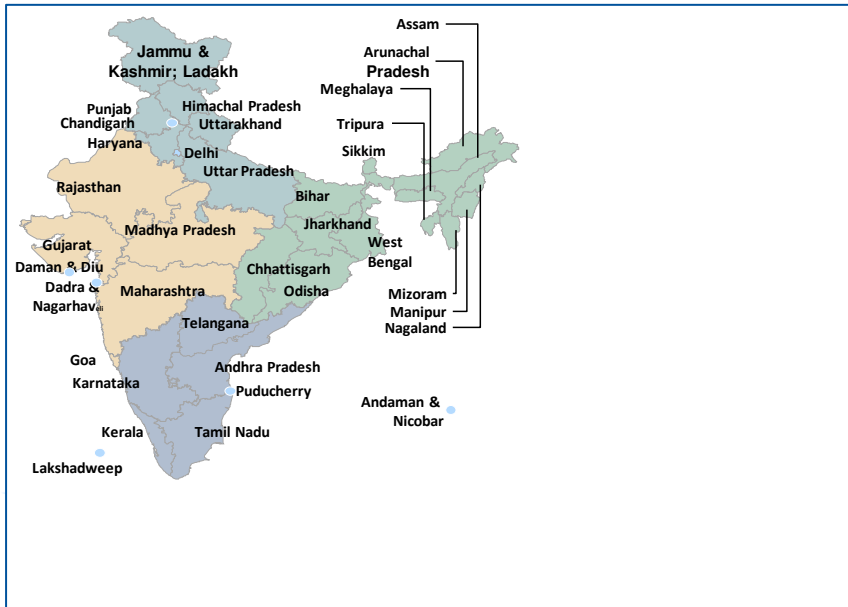 Assam
Jammu &
Kashmir; Ladakh
Arunachal
Pradesh
Meghalaya
Punjab
Himachal Pradesh
Chandigarh
Uttarakhand
Tripura
Haryana
Delhi
Sikkim
Uttar Pradesh
Rajasthan
Bihar
Jharkhand
Madhya Pradesh
Gujarat
West
Bengal
Daman & Diu
Chhattisgarh
Dadra &
Nagarhaveli
Maharashtra
Odisha
Mizoram
Manipur
Nagaland
Telangana
Goa
Andhra Pradesh
Karnataka
Puducherry
Andaman &
Nicobar
Kerala
Tamil Nadu
Lakshadweep